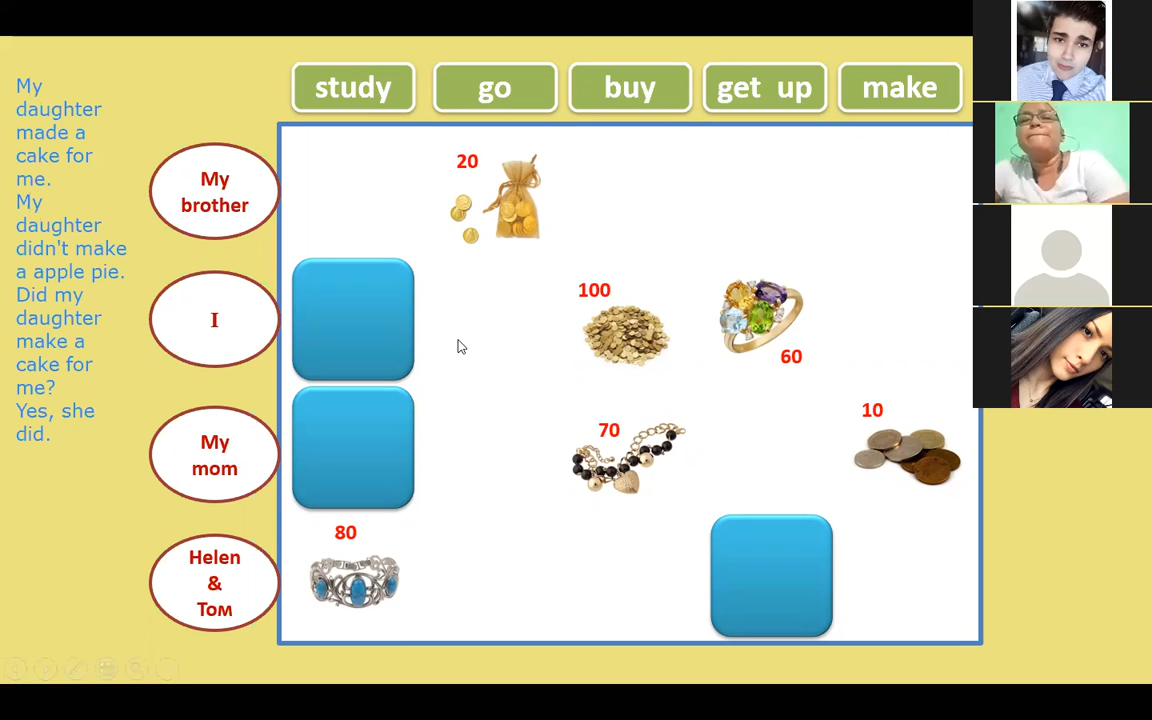 My
daughter
made a
cake for
me.
My
daughter
didn't make
a apple pie.
Did my
daughter
make a
cake for
me?
Yes, she
did.
study
go
buy
get up
make
My
brother
20
I
100
60
My
mom
70
10
Helen
&
Tom
80